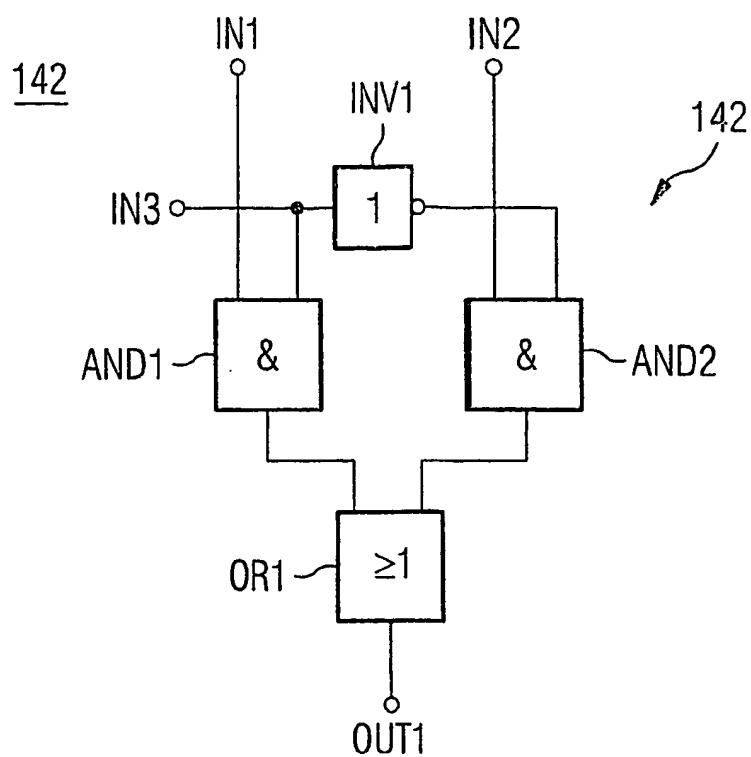 IN1
IN2
142
INV1
142
IN3
1
AND1
&
&
AND2
OR1
≥1
OUT1